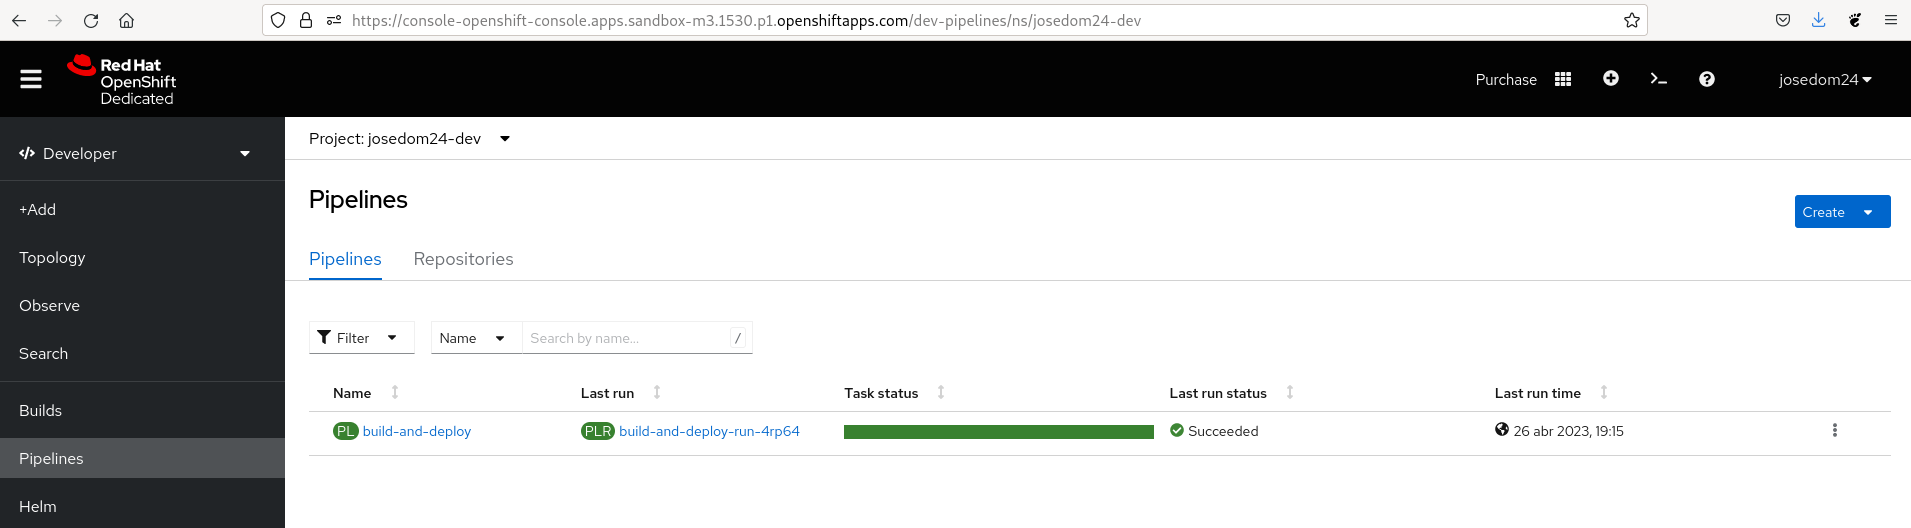 https://console-openshift-console.apps.sandbox-m3.1530.p1.openshiftapps.com/dev-pipelines/ns/josedom24-dev
Red Hat
OpenShift
Dedicated
Purchase
josedom24
Developer
Project: josedom24-dev
+Add
Topology
Observe
Search
Builds
Pipelines
Helm
Pipelines
Create
Pipelines Repositories
Filter Name Search by name... /
Name Last run Task status Last run status Last run time
PL build-and-deploy PLR build-and-deploy-run-4rp64 Succeeded 26 abr 2023, 19:15